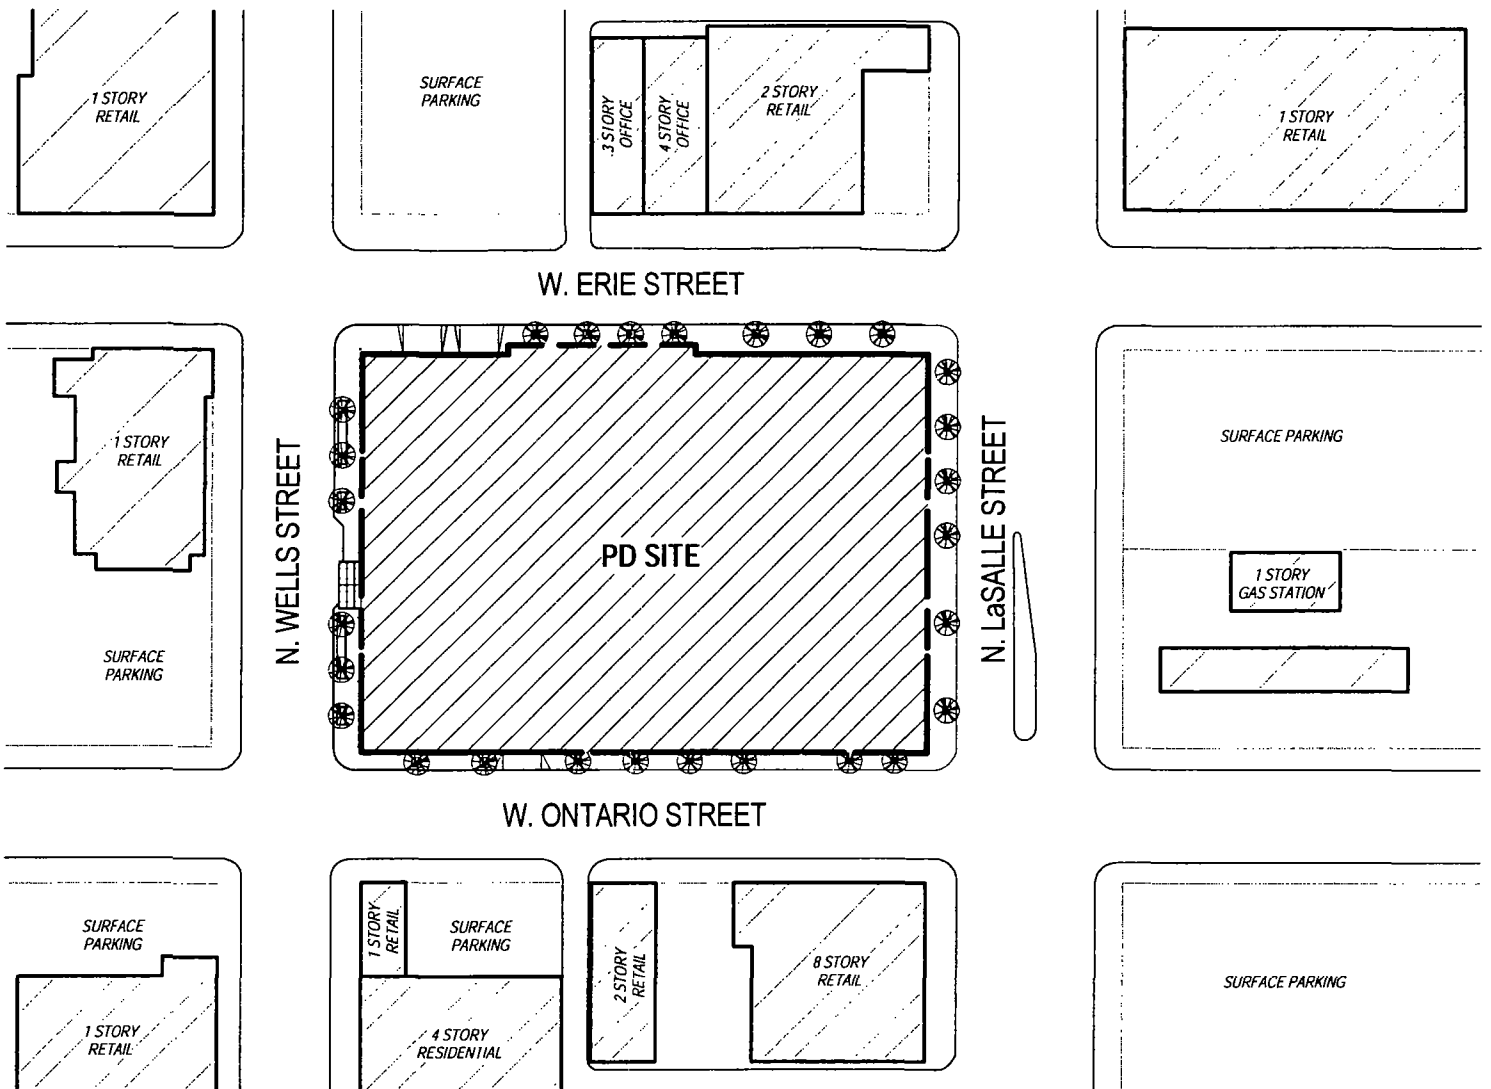 SURFACE
PARKING
1 STORY
RETAIL
3 STORY
OFFICE
4 STORY
OFFICE
2 STORY
RETAIL
1 STORY
RETAIL
W. ERIE STREET
1 STORY
RETAIL
N. WELLS STREET
PD SITE
N. LaSALLE STREET
SURFACE PARKING
1 STORY
GAS STATION
SURFACE
PARKING
W. ONTARIO STREET
SURFACE
PARKING
1 STORY
RETAIL
1 STORY
RETAIL
SURFACE
PARKING
4 STORY
RESIDENTIAL
2 STORY
RETAIL
8 STORY
RETAIL
SURFACE PARKING